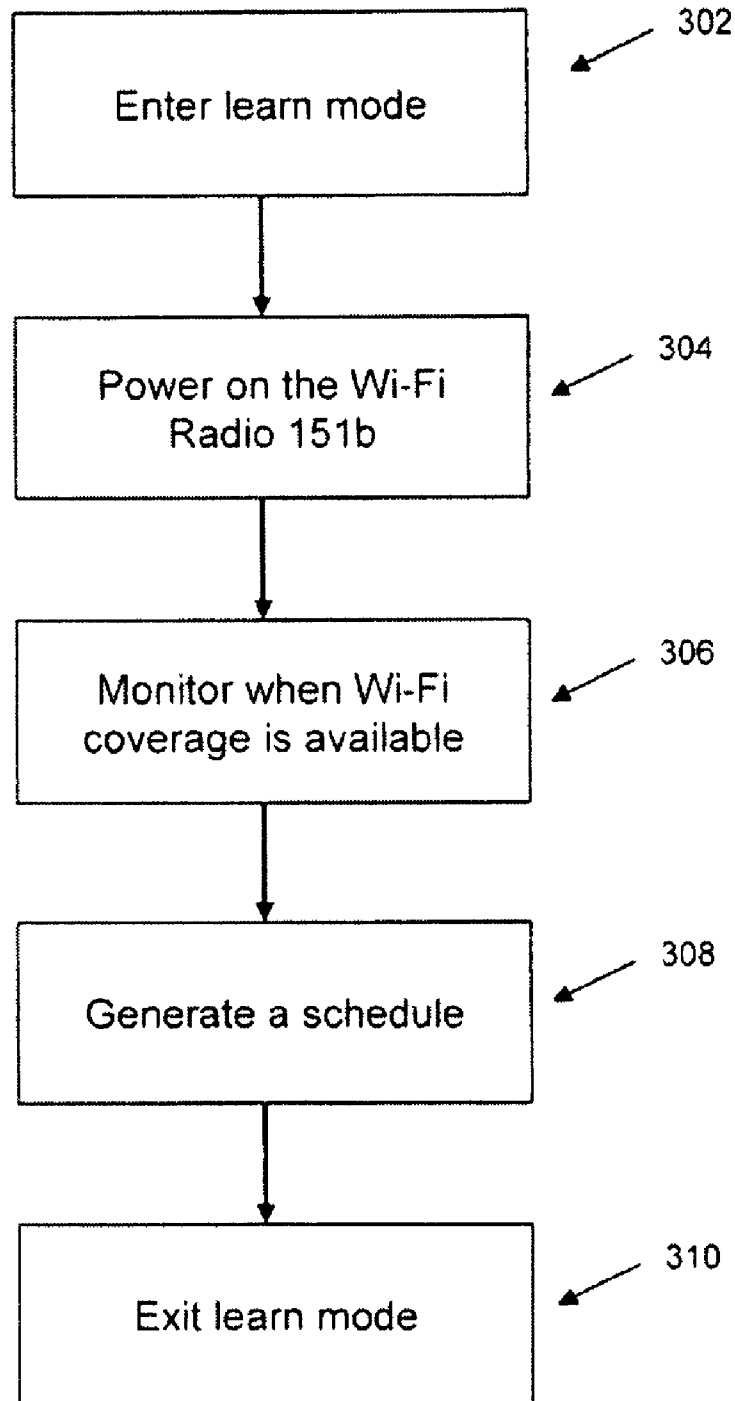 302
Enter learn mode
304
Power on the Wi-Fi
Radio 151b
306
Monitor when Wi-Fi
coverage is available
308
Generate a schedule
310
Exit learn mode